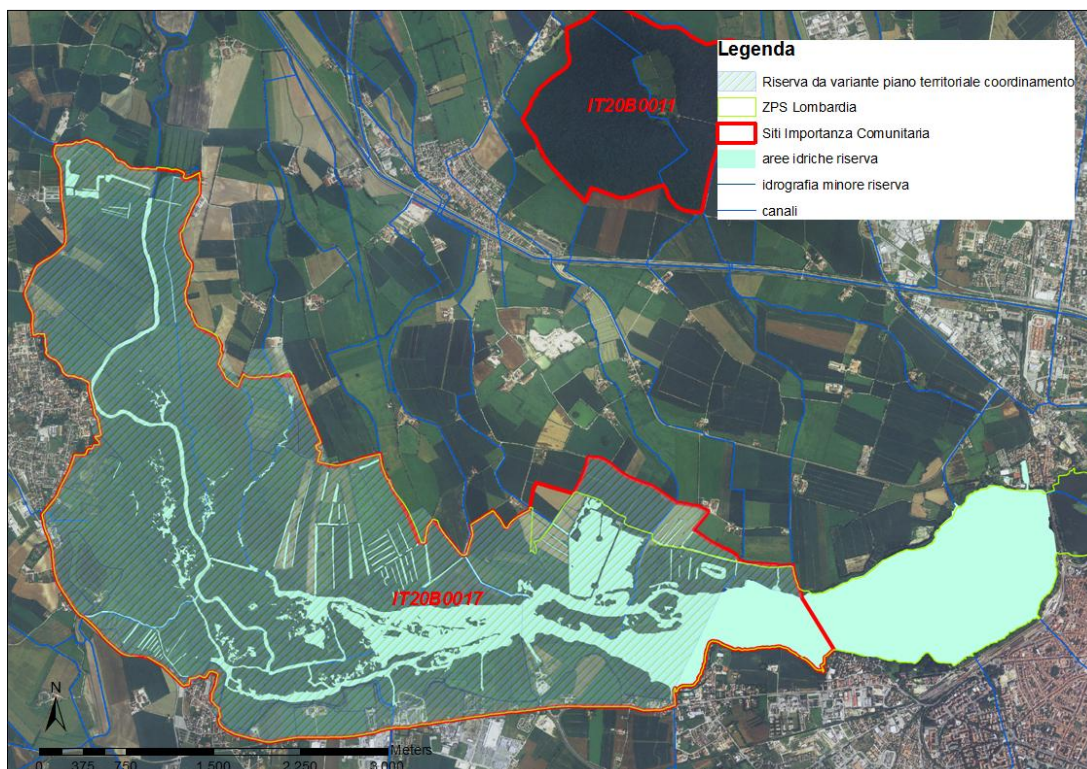 Legenda
Riserva da variante piano territoriale coordinamento
ZPS Lombardia
Siti Importanza Comunitaria
aree idriche riserva
idrografia minore riserva
canali
IT20B0011
IT20B0017
N
Meters
0 375 750 1.500 2.250 3.000